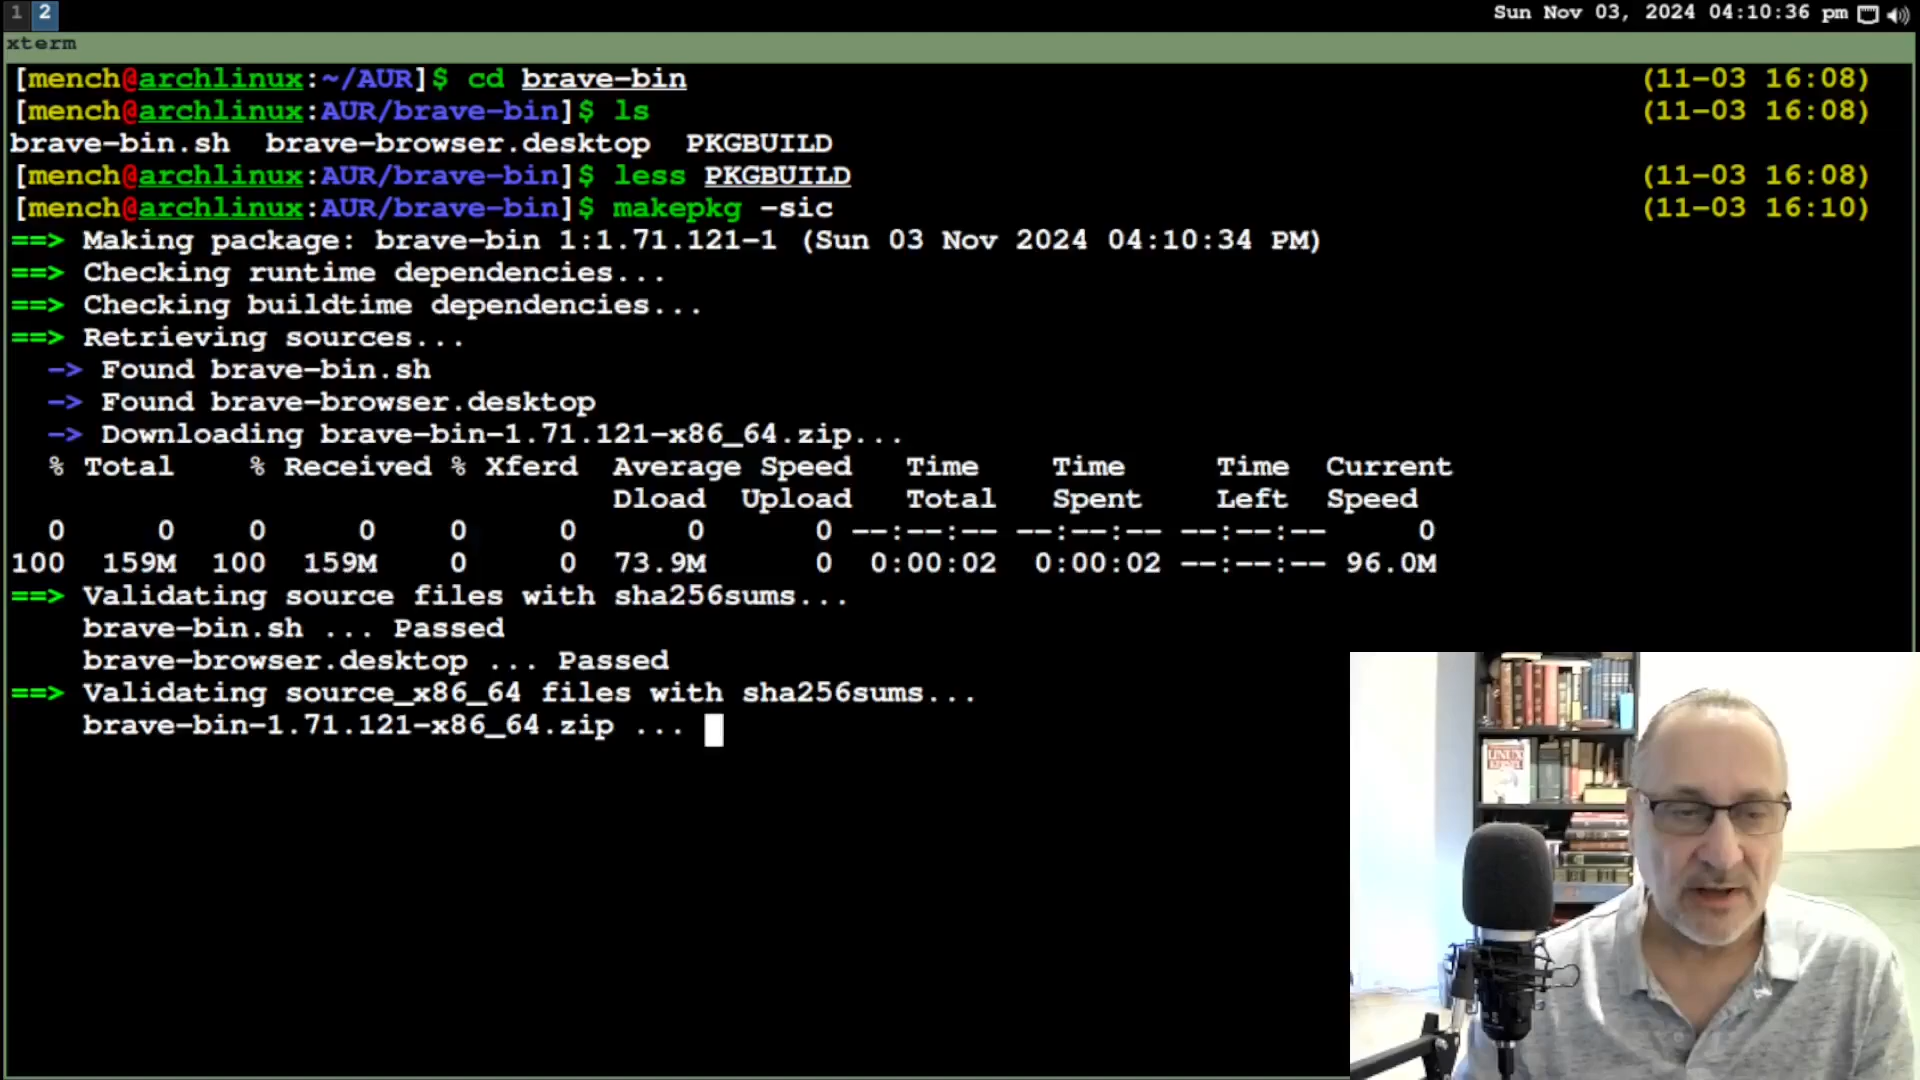 1 2 Sun Nov 03, 2024 04:10:36 pm
xterm
[mench@archlinux:~/AUR]$ cd brave-bin (11-03 16:08)
[mench@archlinux:AUR/brave-bin]$ ls (11-03 16:08)
brave-bin.sh brave-browser.desktop PKGBUILD
[mench@archlinux:AUR/brave-bin]$ less PKGBUILD (11-03 16:08)
[mench@archlinux:AUR/brave-bin]$ makepkg -sic (11-03 16:10)
==> Making package: brave-bin 1:1.71.121-1 (Sun 03 Nov 2024 04:10:34 PM)
==> Checking runtime dependencies...
==> Checking buildtime dependencies...
==> Retrieving sources...
-> Found brave-bin.sh
-> Found brave-browser.desktop
-> Downloading brave-bin-1.71.121-x86_64.zip...
% Total % Received % Xferd Average Speed Time Time Time Current
Dload Upload Total Spent Left Speed
0 0 0 0 0 0 0 0 --:--:-- --:--:-- --:--:-- 0
100 159M 100 159M 0 0 73.9M 0 0:00:02 0:00:02 --:--:-- 96.0M
==> Validating source files with sha256sums...
brave-bin.sh ... Passed
brave-browser.desktop ... Passed
==> Validating source_x86_64 files with sha256sums...
brave-bin-1.71.121-x86_64.zip ...
LINUX
KERNEL